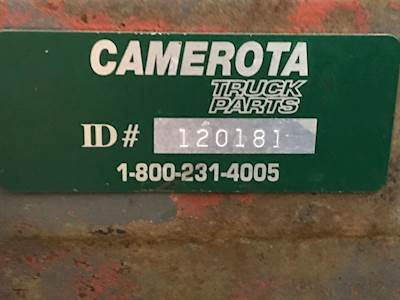 CAMEROTA
TRUCK
PARTS
ID# 120181
1-800-231-4005